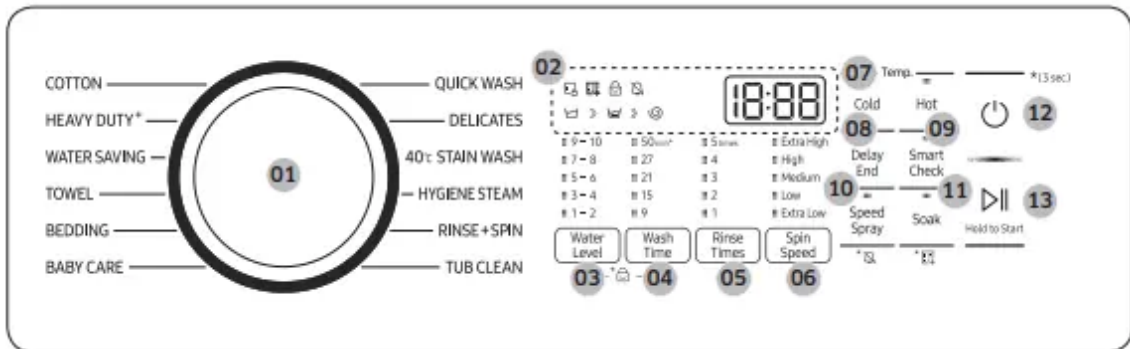 COTTON
HEAVY DUTY+
WATER SAVING
TOWEL
BEDDING
BABY CARE
01
QUICK WASH
DELICATES
40℃ STAIN WASH
HYGIENE STEAM
RINSE+SPIN
TUB CLEAN
02
18:88
9 - 10
7 - 8
5 - 6
3 - 4
1 - 2
Water
Level
03
50min+
27
21
15
9
Wash
Time
04
5times
4
3
2
1
Rinse
Times
05
Extra High
High
Medium
Low
Extra Low
Spin
Speed
06
07 Temp.
Cold Hot
08 09
Delay
End
Smart
Check
10 11
Speed
Spray
Soak
*(3 sec)
12
13
Hold to Start